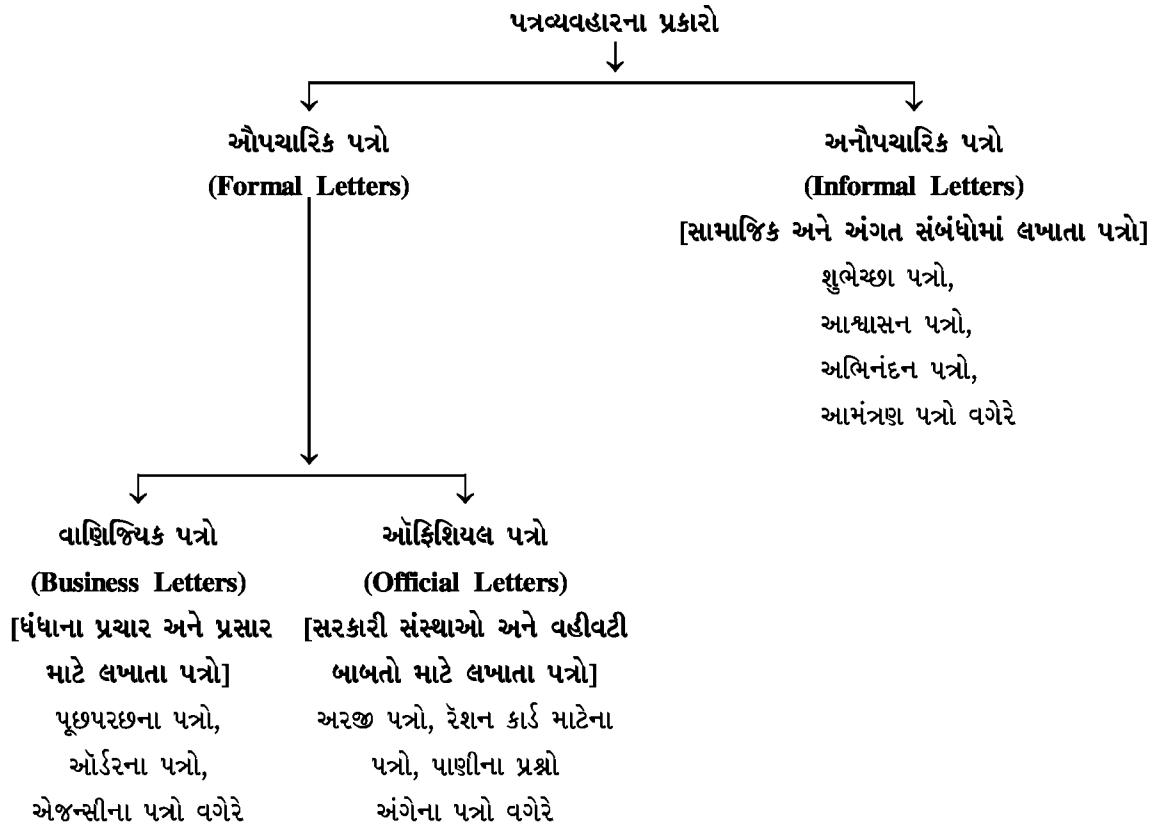 પત્રવ્યવહારના પ્રકારો
ઔપચારિક પત્રો
(Formal Letters)
અનૌપચારિક પત્રો
(Informal Letters)
[સામાજિક અને અંગત સંબંધોમાં લખાતા પત્રો]
શુભેચ્છા પત્રો,
આશ્વાસન પત્રો,
અભિનંદન પત્રો,
આમંત્રણ પત્રો વગેરે
વાણિજ્યિક પત્રો
(Business Letters)
[ધંધાના પ્રચાર અને પ્રસાર
માટે લખાતા પત્રો]
પૂછપરછના પત્રો,
ઑર્ડરના પત્રો,
એજન્સીના પત્રો વગેરે
ઑફિશિયલ પત્રો
(Official Letters)
[સરકારી સંસ્થાઓ અને વહીવટી
બાબતો માટે લખાતા પત્રો]
અરજી પત્રો, રૅશન કાર્ડ માટેના
પત્રો, પાણીના પ્રશ્નો
અંગેના પત્રો વગેરે